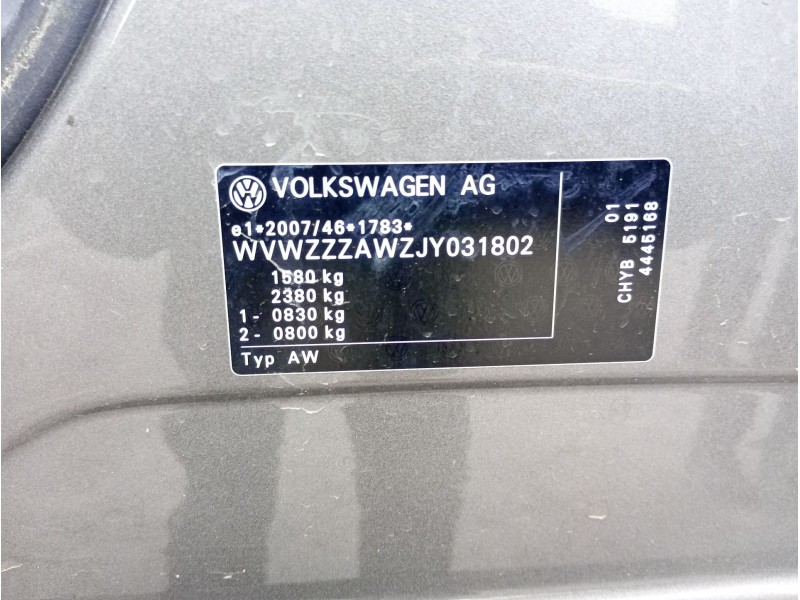 VOLKSWAGEN AG
e1*2007/46*1783*
WVWZZZAWZJY031802
1580 kg
2380 kg
1 - 0830 kg
2 - 0800 kg
Typ AW
01
CHYB 5191
4445168